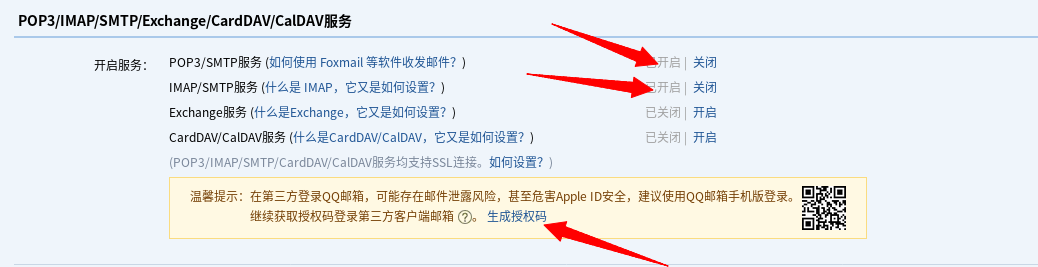 POP3/IMAP/SMTP/Exchange/CardDAV/CalDAV服务
开启服务： POP3/SMTP服务 (如何使用 Foxmail 等软件收发邮件？) 已开启 | 关闭
IMAP/SMTP服务 (什么是 IMAP，它又是如何设置？) 已开启 | 关闭
Exchange服务 (什么是Exchange，它又是如何设置？) 已关闭 | 开启
CardDAV/CalDAV服务 (什么是CardDAV/CalDAV，它又是如何设置？) 已关闭 | 开启
(POP3/IMAP/SMTP/CardDAV/CalDAV服务均支持SSL连接。如何设置？)
温馨提示：在第三方登录QQ邮箱，可能存在邮件泄露风险，甚至危害Apple ID安全，建议使用QQ邮箱手机版登录。
继续获取授权码登录第三方客户端邮箱 ?。 生成授权码